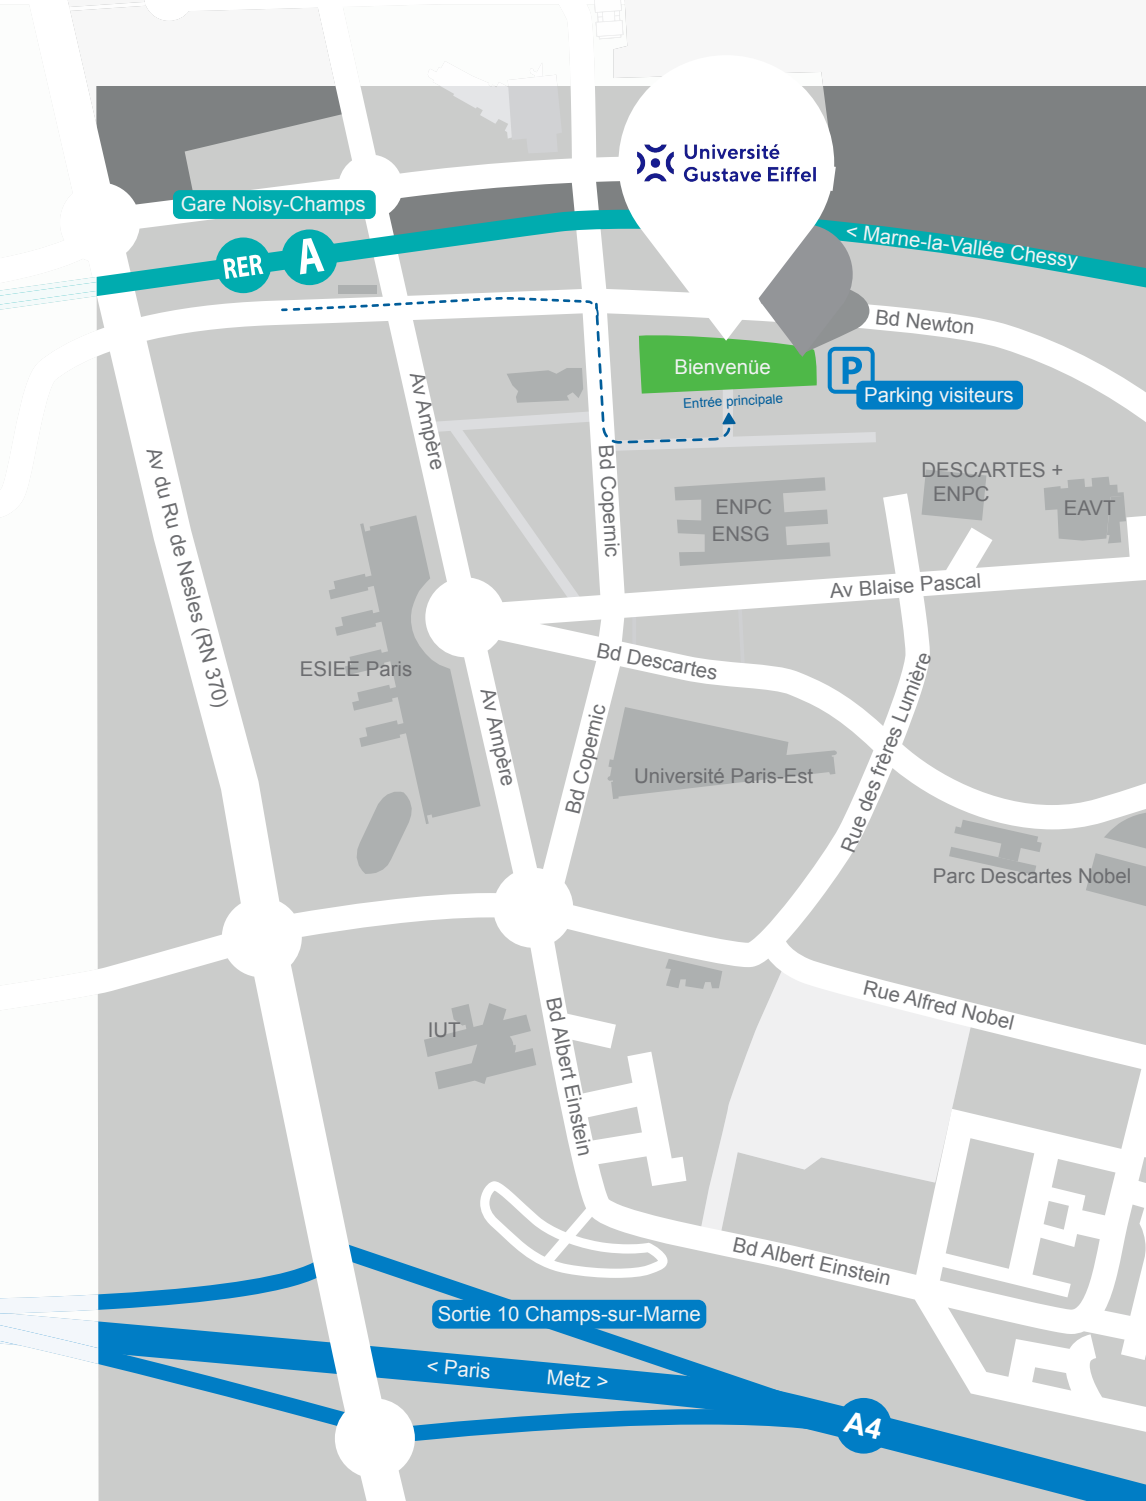 Université
Gustave Eiffel
Gare Noisy-Champs
RER
A
< Marne-la-Vallée Chessy
Bd Newton
Bienvenüe
P
Parking visiteurs
Entrée principale
Av Ampère
Bd Copernic
Av du Ru de Nesles (RN 370)
DESCARTES +
ENPC
EAVT
ENPC
ENSG
Av Blaise Pascal
ESIEE Paris
Bd Descartes
Av Ampère
Bd Copernic
Rue des frères Lumière
Université Paris-Est
Parc Descartes Nobel
Rue Alfred Nobel
IUT
Bd Albert Einstein
Bd Albert Einstein
Sortie 10 Champs-sur-Marne
< Paris
Metz >
A4